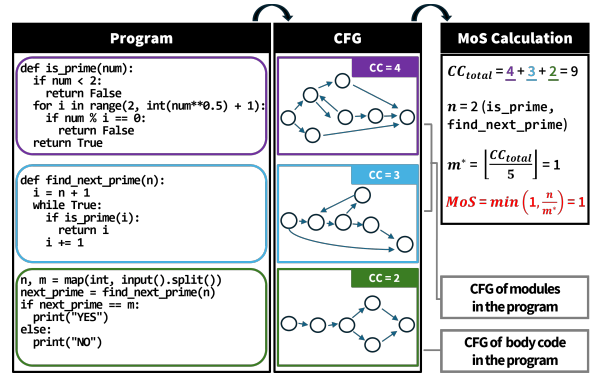 Program
CFG
MoS Calculation
def is_prime(num):
if num < 2:
return False
for i in range(2, int(num**0.5) + 1):
if num % i == 0:
return False
return True
CC = 4
def find_next_prime(n):
i = n + 1
while True:
if is_prime(i):
return i
i += 1
CC = 3
n, m = map(int, input().split())
next_prime = find_next_prime(n)
if next_prime == m:
print("YES")
else:
print("NO")
CC = 2
CC_total = 4 + 3 + 2 = 9
n = 2 (is_prime,
find_next_prime)
m* = ⌊CC_total/5⌋ = 1
MoS = min (1, n/m*) = 1
CFG of modules
in the program
CFG of body code
in the program